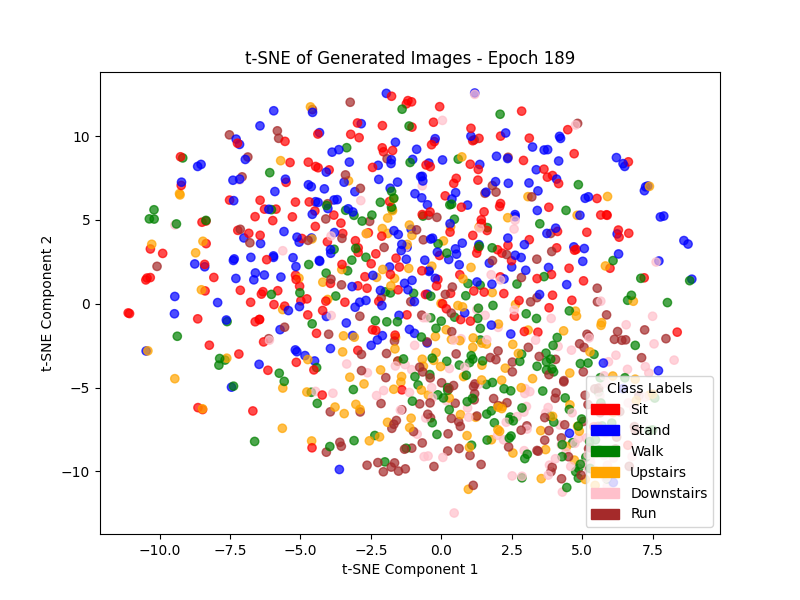 t-SNE of Generated Images - Epoch 189
t-SNE Component 2
10
5
0
−5
−10
−10.0 −7.5 −5.0 −2.5 0.0 2.5 5.0 7.5
t-SNE Component 1
Class Labels
Sit
Stand
Walk
Upstairs
Downstairs
Run